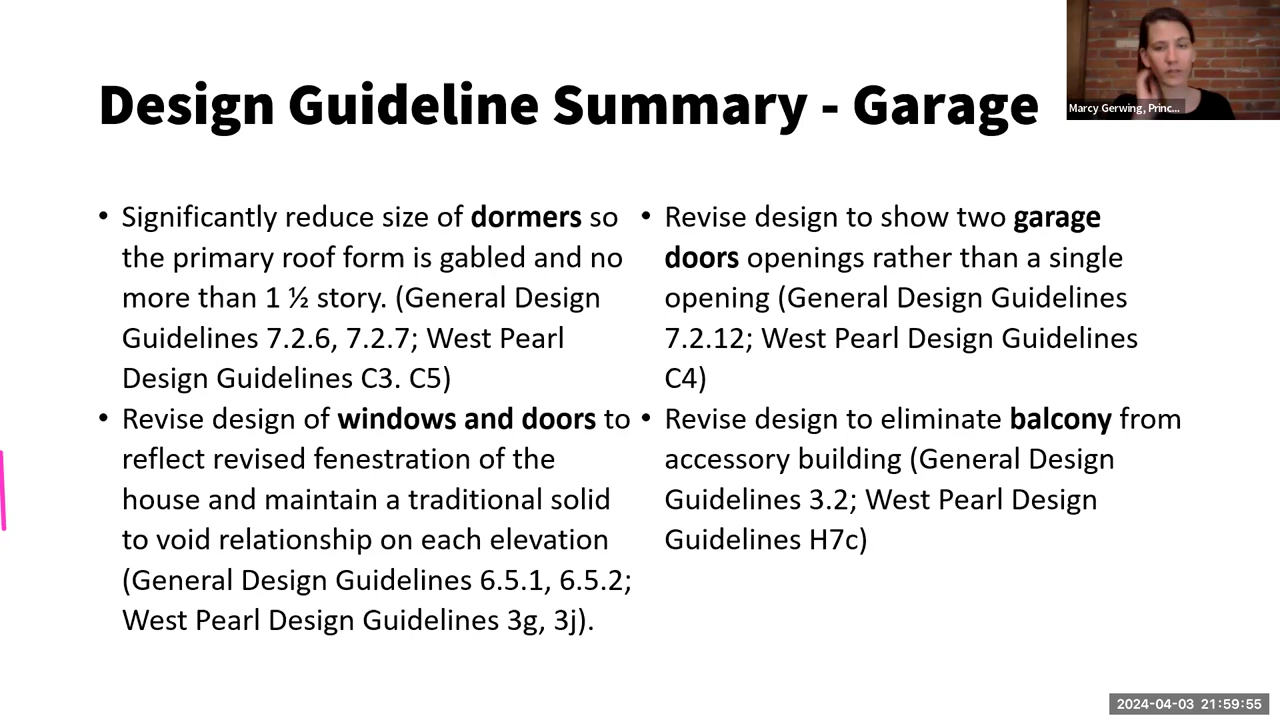 Design Guideline Summary - Garage
Marcy Gerwing, Princ...
• Significantly reduce size of dormers so
the primary roof form is gabled and no
more than 1 ½ story. (General Design
Guidelines 7.2.6, 7.2.7; West Pearl
Design Guidelines C3. C5)
• Revise design of windows and doors to
reflect revised fenestration of the
house and maintain a traditional solid
to void relationship on each elevation
(General Design Guidelines 6.5.1, 6.5.2;
West Pearl Design Guidelines 3g, 3j).
• Revise design to show two garage
doors openings rather than a single
opening (General Design Guidelines
7.2.12; West Pearl Design Guidelines
C4)
• Revise design to eliminate balcony from
accessory building (General Design
Guidelines 3.2; West Pearl Design
Guidelines H7c)
2024-04-03 21:59:55